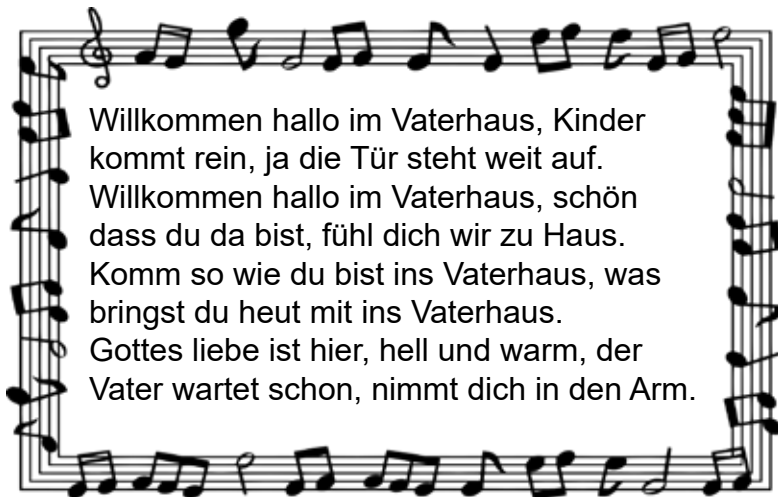 Willkommen hallo im Vaterhaus, Kinder
kommt rein, ja die Tür steht weit auf.
Willkommen hallo im Vaterhaus, schön
dass du da bist, fühl dich wir zu Haus.
Komm so wie du bist ins Vaterhaus, was
bringst du heut mit ins Vaterhaus.
Gottes liebe ist hier, hell und warm, der
Vater wartet schon, nimmt dich in den Arm.